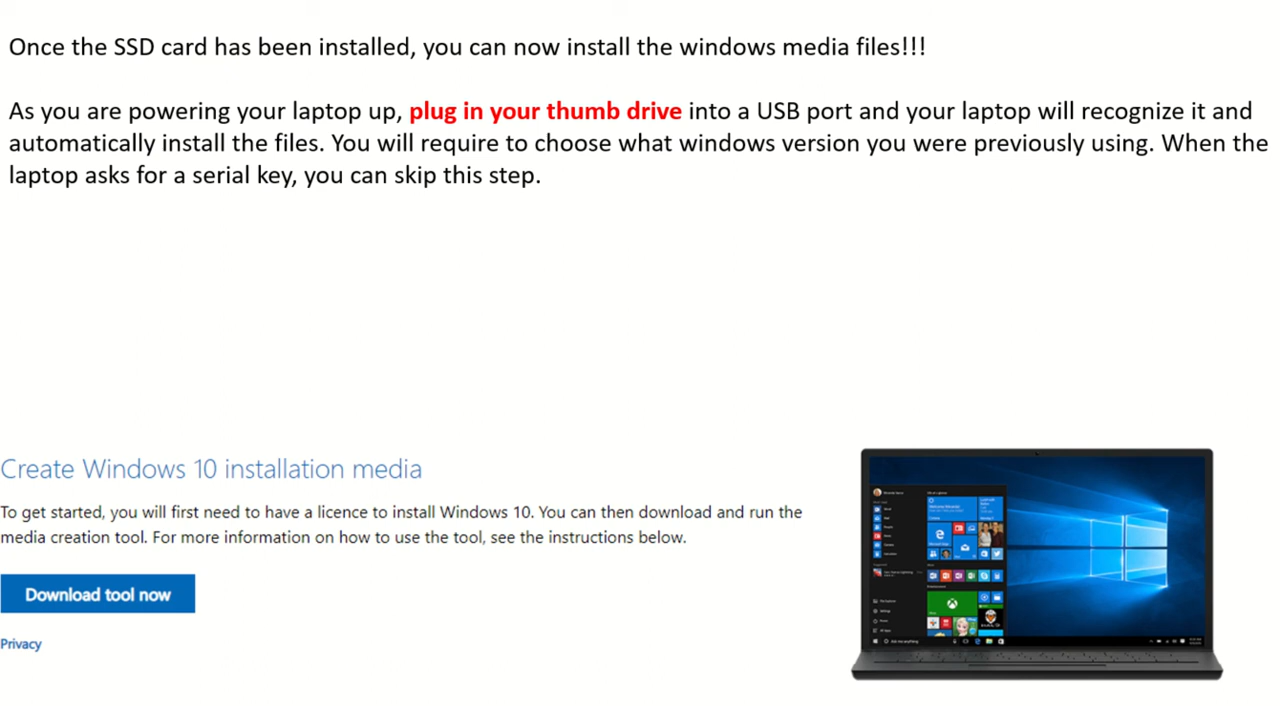 Once the SSD card has been installed, you can now install the windows media files!!!
As you are powering your laptop up, plug in your thumb drive into a USB port and your laptop will recognize it and
automatically install the files. You will require to choose what windows version you were previously using. When the
laptop asks for a serial key, you can skip this step.
Create Windows 10 installation media
To get started, you will first need to have a licence to install Windows 10. You can then download and run the
media creation tool. For more information on how to use the tool, see the instructions below.
Download tool now
Privacy